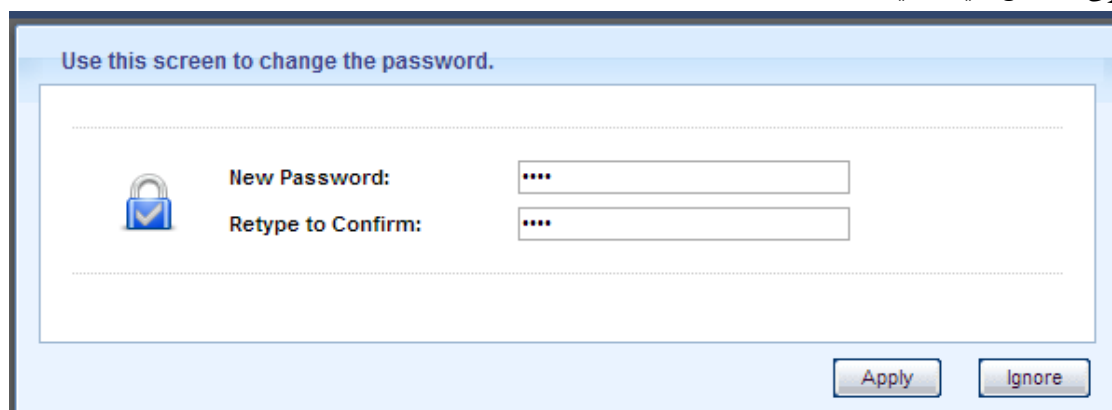 Use this screen to change the password.
New Password: ••••
Retype to Confirm: ••••
Apply Ignore